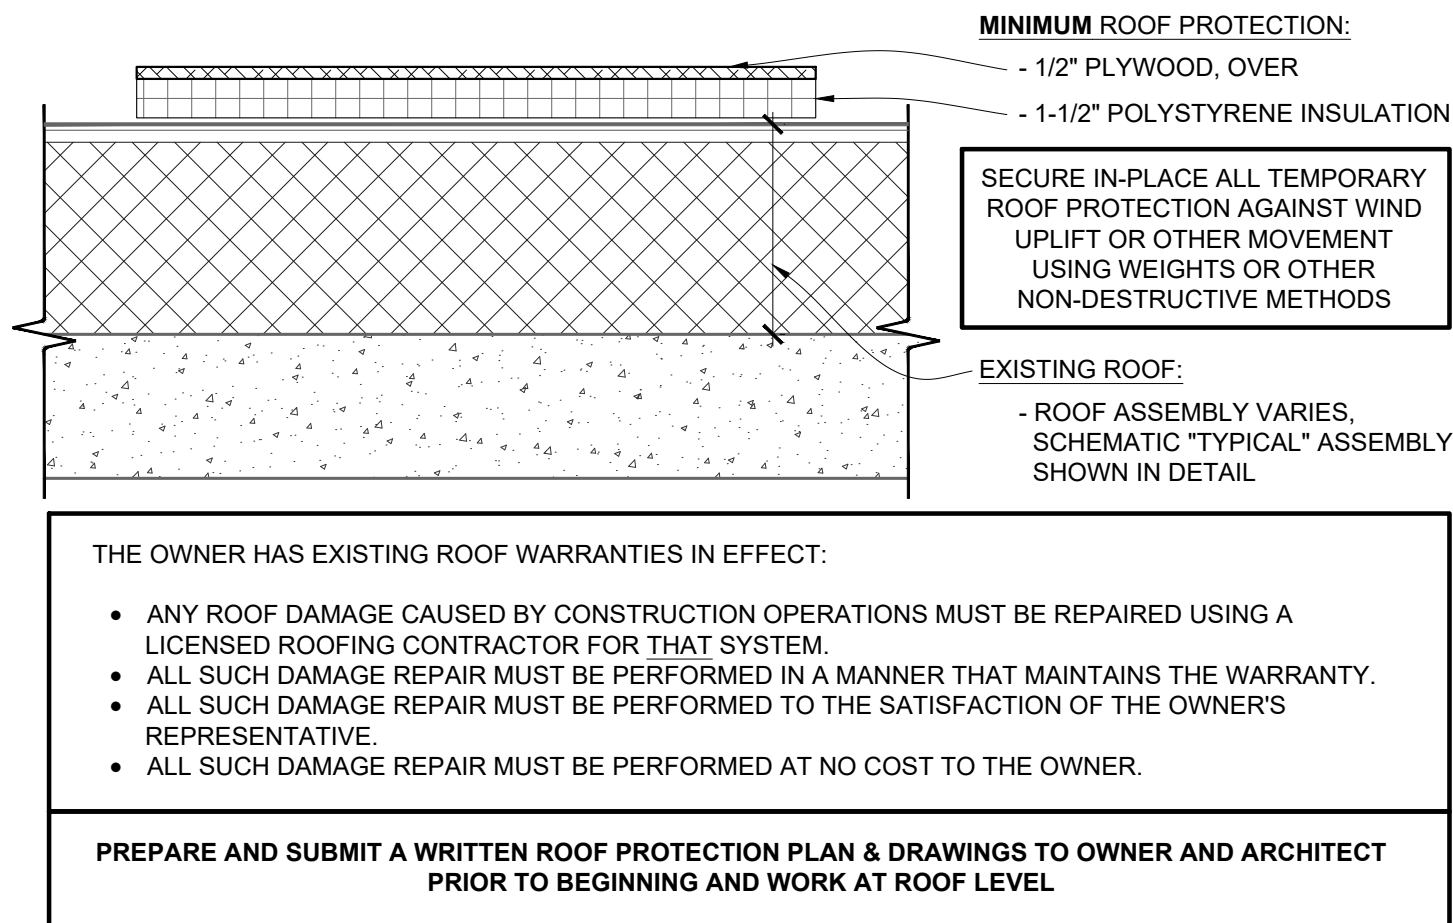 MINIMUM ROOF PROTECTION:
- 1/2" PLYWOOD, OVER
- 1-1/2" POLYSTYRENE INSULATION
SECURE IN-PLACE ALL TEMPORARY
ROOF PROTECTION AGAINST WIND
UPLIFT OR OTHER MOVEMENT
USING WEIGHTS OR OTHER
NON-DESTRUCTIVE METHODS
EXISTING ROOF:
- ROOF ASSEMBLY VARIES,
SCHEMATIC "TYPICAL" ASSEMBLY
SHOWN IN DETAIL
THE OWNER HAS EXISTING ROOF WARRANTIES IN EFFECT:
• ANY ROOF DAMAGE CAUSED BY CONSTRUCTION OPERATIONS MUST BE REPAIRED USING A
LICENSED ROOFING CONTRACTOR FOR THAT SYSTEM.
• ALL SUCH DAMAGE REPAIR MUST BE PERFORMED IN A MANNER THAT MAINTAINS THE WARRANTY.
• ALL SUCH DAMAGE REPAIR MUST BE PERFORMED TO THE SATISFACTION OF THE OWNER'S
REPRESENTATIVE.
• ALL SUCH DAMAGE REPAIR MUST BE PERFORMED AT NO COST TO THE OWNER.
PREPARE AND SUBMIT A WRITTEN ROOF PROTECTION PLAN & DRAWINGS TO OWNER AND ARCHITECT
PRIOR TO BEGINNING AND WORK AT ROOF LEVEL